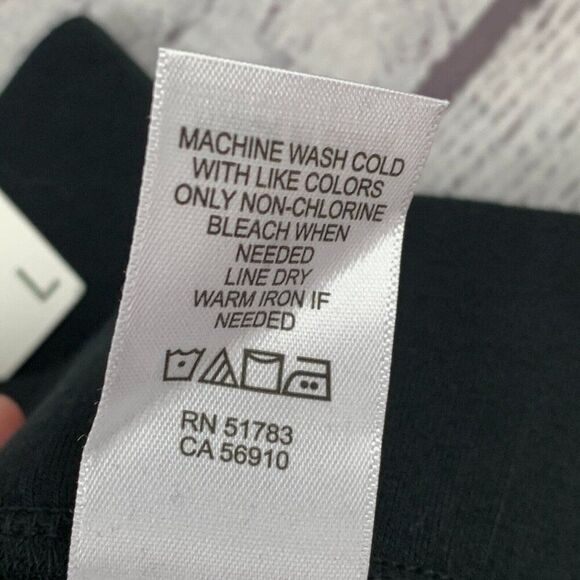 MACHINE WASH COLD
WITH LIKE COLORS
ONLY NON-CHLORINE
BLEACH WHEN
NEEDED
LINE DRY
WARM IRON IF
NEEDED
RN 51783
CA 56910
L